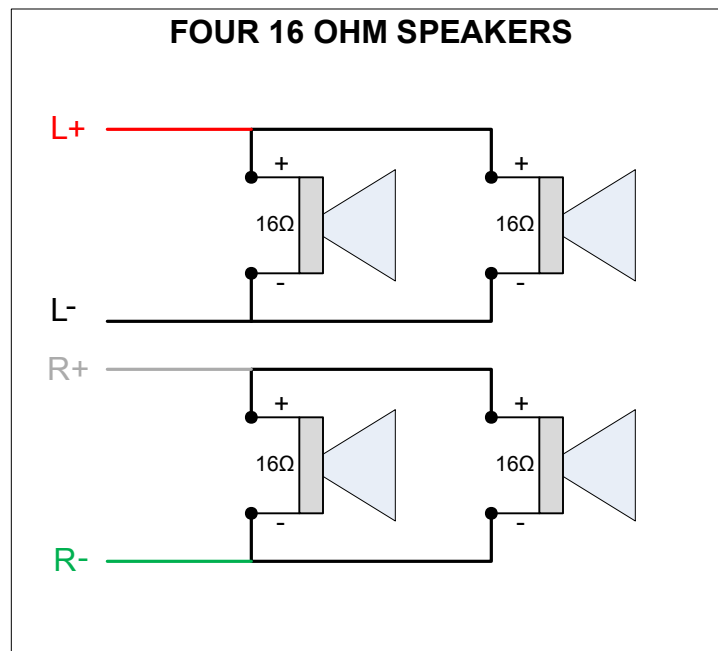 FOUR 16 OHM SPEAKERS
L+
+
+
16Ω
16Ω
-
-
L-
R+
+
+
16Ω
16Ω
-
-
R-